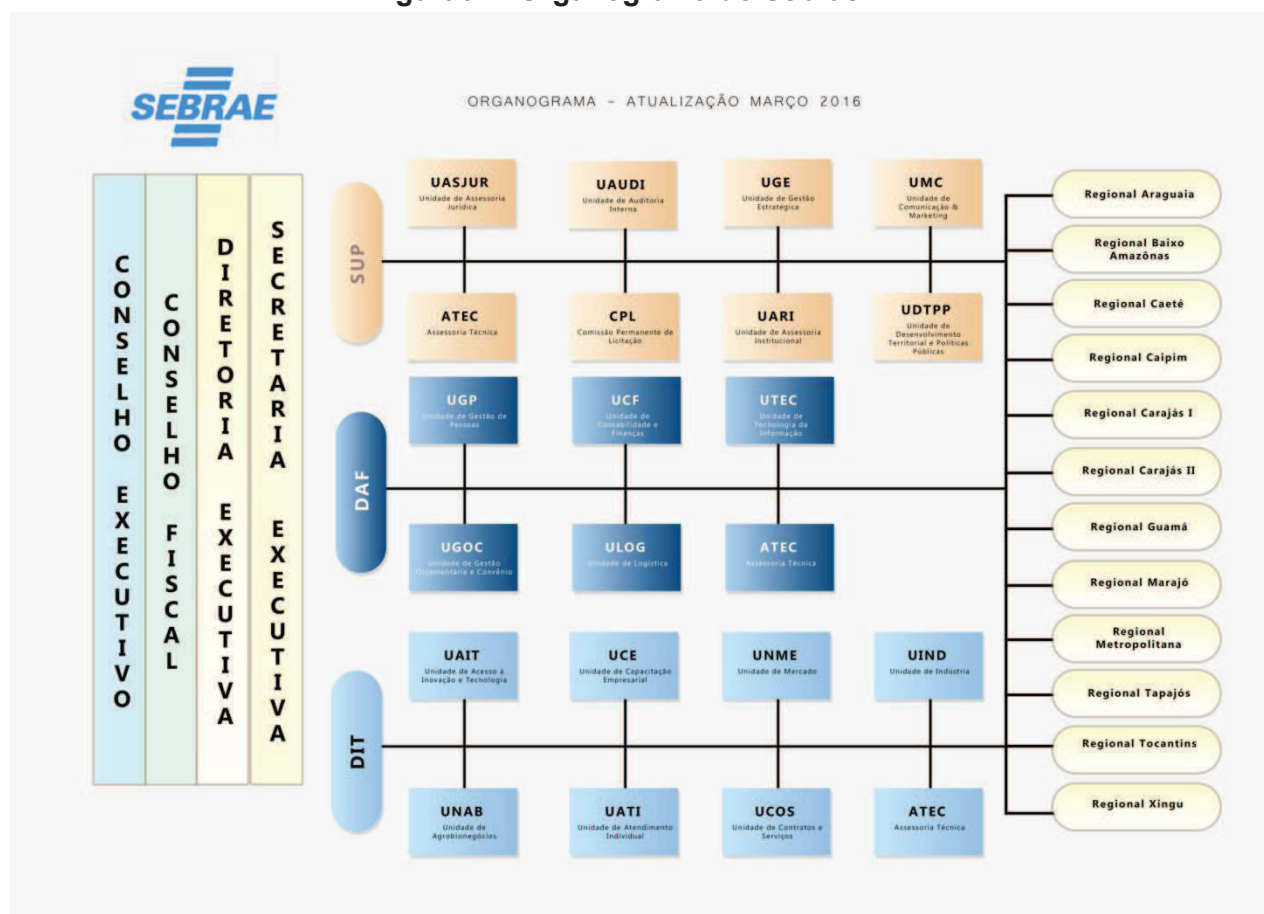 Organograma do Sebrae
SEBRAE
ORGANOGRAMA – ATUALIZAÇÃO MARÇO 2016
CONSELHO EXECUTIVO
CONSELHO FISCAL
DIRETORIA EXECUTIVA
SECRETARIA EXECUTIVA
SUP
UASJUR
Unidade de Assessoria
Jurídica
UAUDI
Unidade de Auditoria
Interna
UGE
Unidade de Gestão
Estratégica
UMC
Unidade de
Comunicação &
Marketing
ATEC
Assessoria Técnica
CPL
Comissão Permanente de
Licitação
UARI
Unidade de Assessoria
Institucional
UDTPP
Unidade de
Desenvolvimento
Territorial e Políticas
Públicas
DAF
UGP
Unidade de Gestão de
Pessoas
UCF
Unidade de
Contabilidade e
Finanças
UTEC
Unidade de
Tecnologia da
Informação
UGOC
Unidade de Gestão
Orçamentária e Convênio
ULOG
Unidade de Logística
ATEC
Assessoria Técnica
DIT
UAIT
Unidade de Acesso à
Inovação e Tecnologia
UCE
Unidade de Capacitação
Empresarial
UNME
Unidade de Mercado
UIND
Unidade de Indústria
UNAB
Unidade de
Agrobionegócios
UATI
Unidade de Atendimento
Individual
UCOS
Unidade de Contratos e
Serviços
ATEC
Assessoria Técnica
Regional Araguaia
Regional Baixo
Amazônas
Regional Caeté
Regional Caipim
Regional Carajás I
Regional Carajás II
Regional Guamá
Regional Marajó
Regional
Metropolitana
Regional Tapajós
Regional Tocantins
Regional Xingu